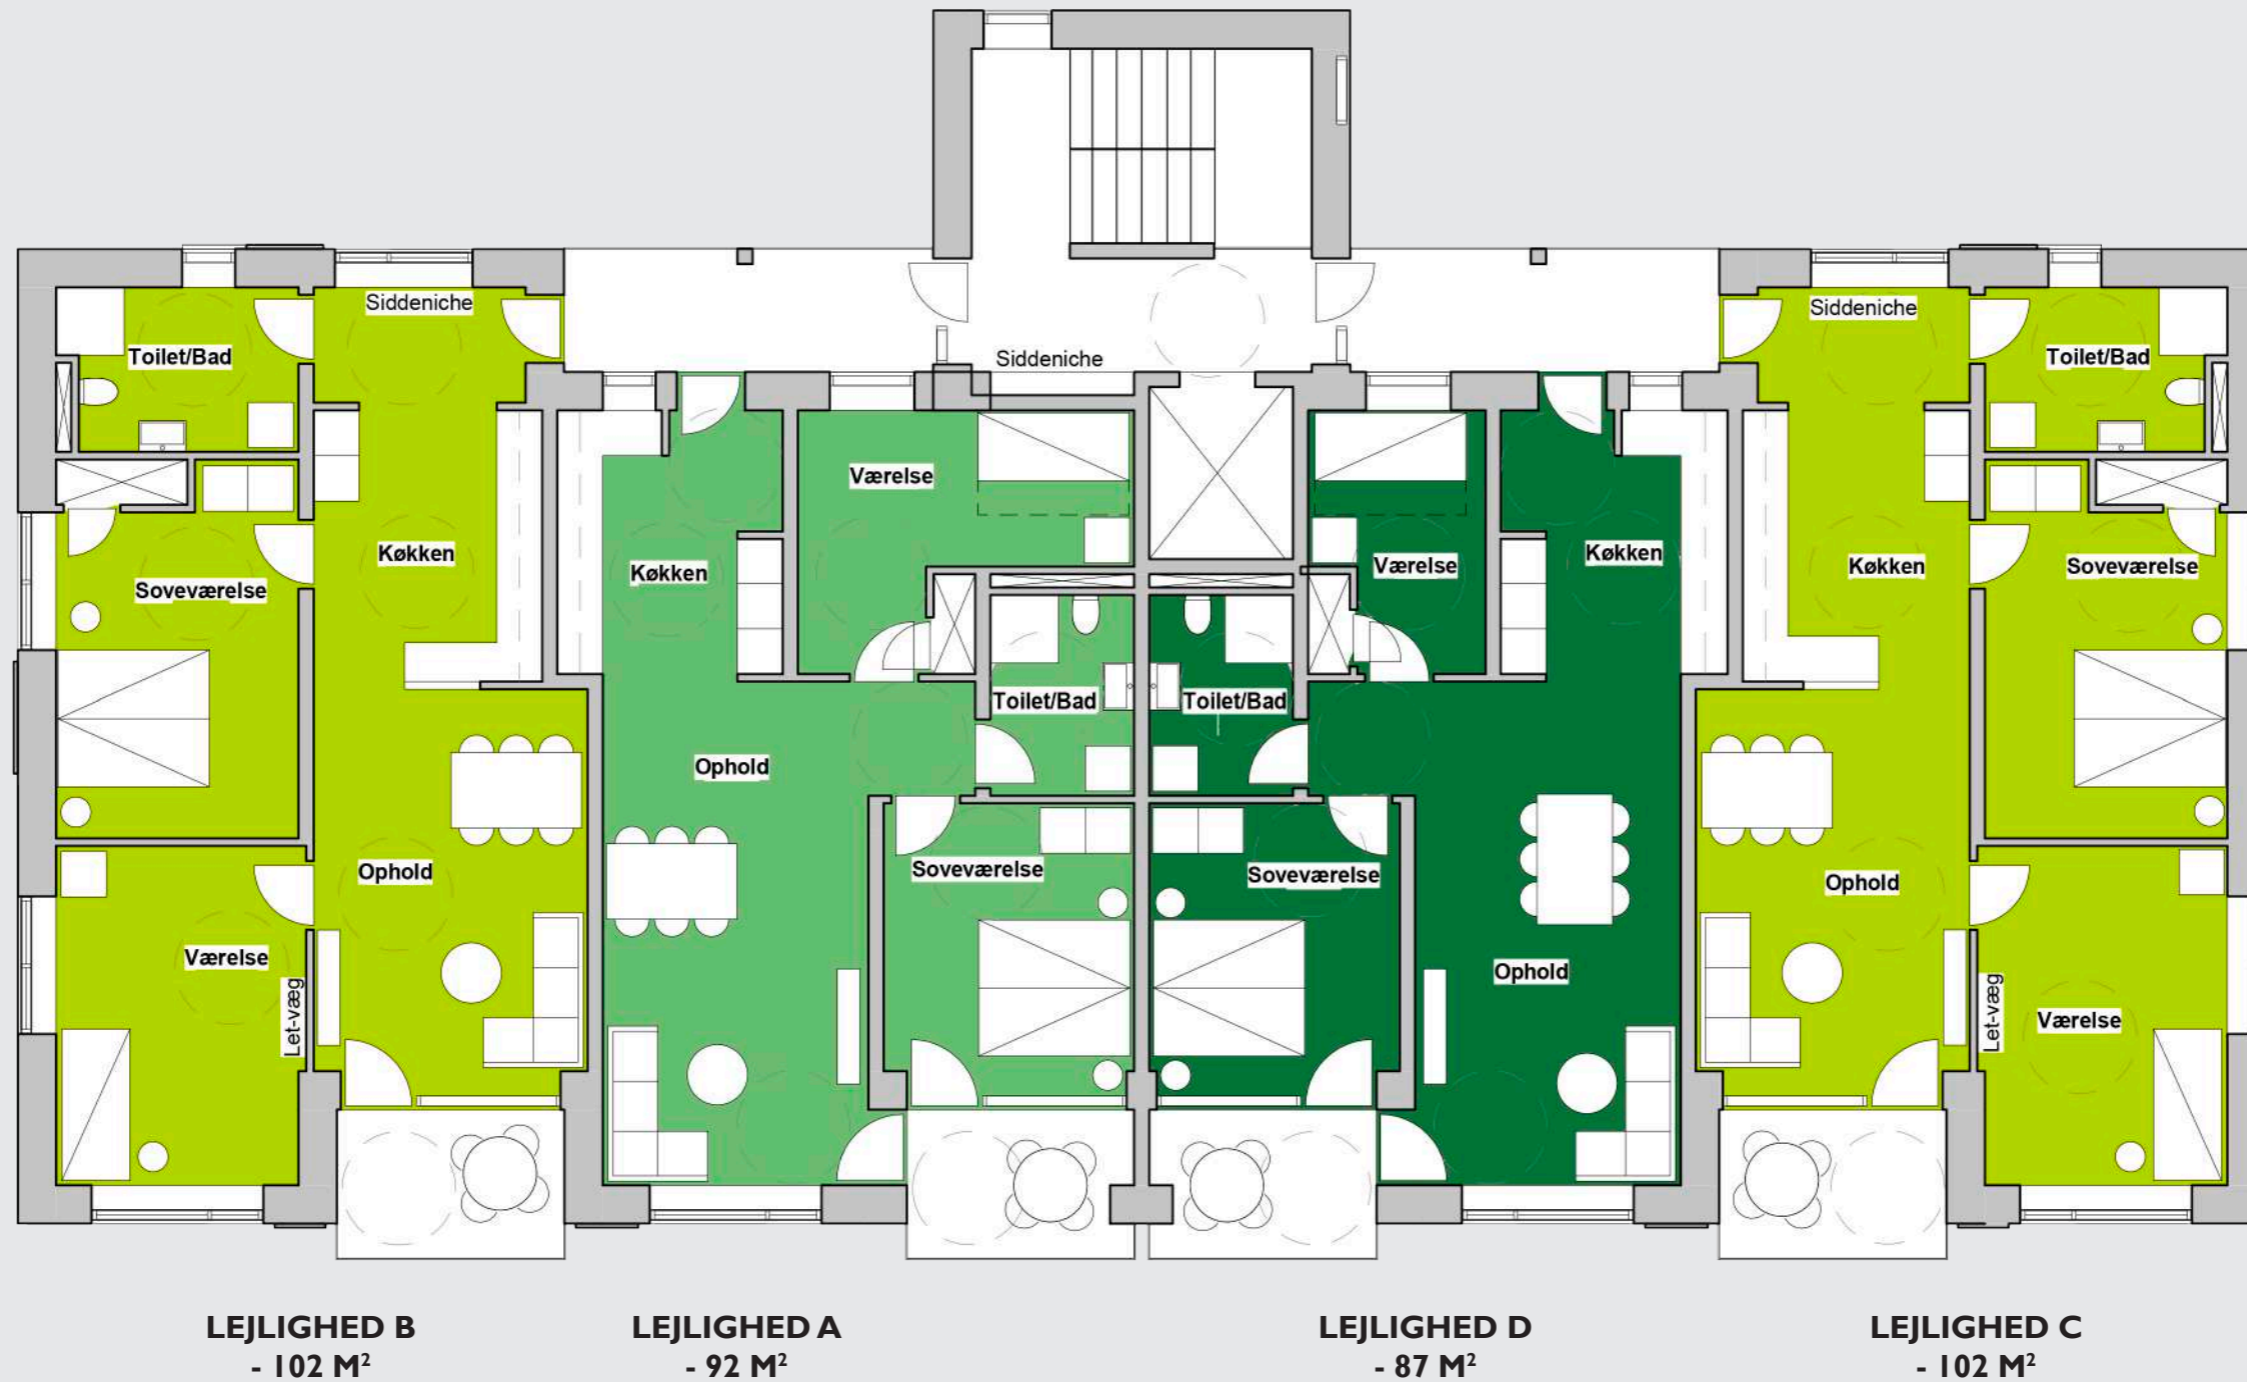 Siddeniche
Toilet/Bad
Køkken
Soveværelse
Ophold
Værelse
Let-væg
Siddeniche
Værelse
Køkken
Toilet/Bad
Ophold
Soveværelse
Værelse
Køkken
Toilet/Bad
Soveværelse
Ophold
Siddeniche
Toilet/Bad
Køkken
Soveværelse
Ophold
Værelse
Let-væg
LEJLIGHED B
- 102 M²
LEJLIGHED A
- 92 M²
LEJLIGHED D
- 87 M²
LEJLIGHED C
- 102 M²